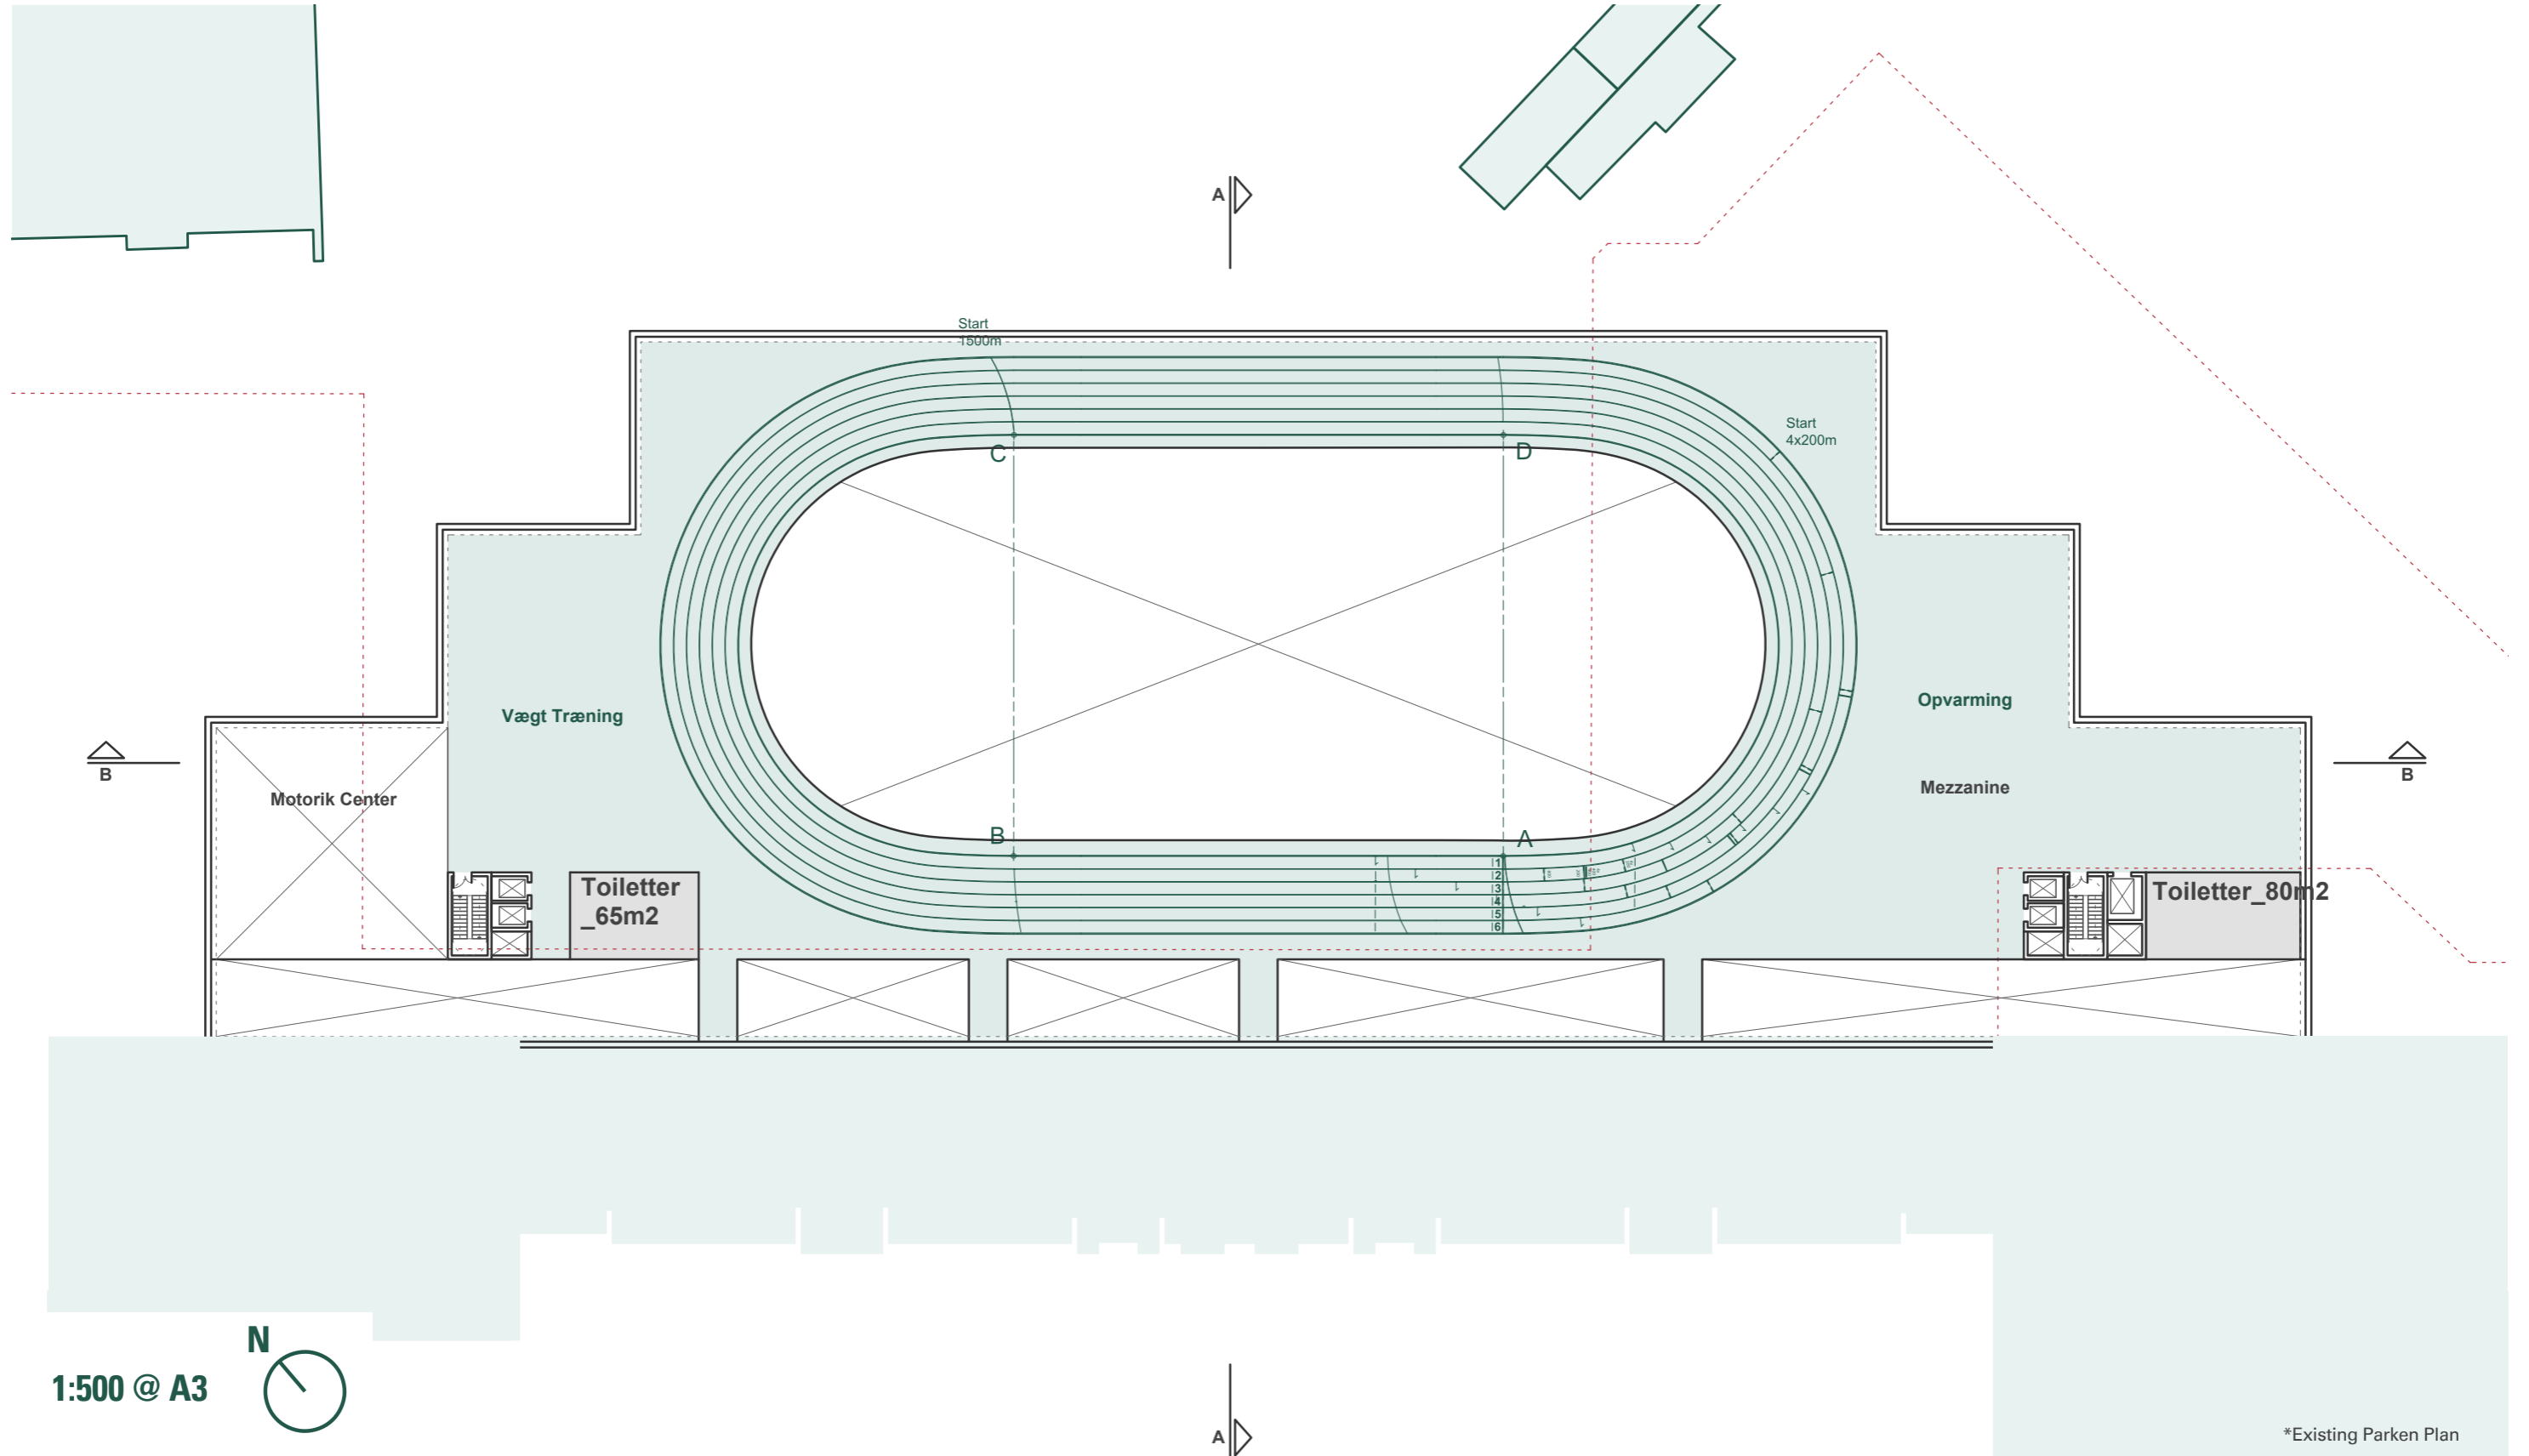 A
Start
1500m
Start
4x200m
C
D
Vægt Træning
Opvarming
B
Motorik Center
Mezzanine
B
B
A
1
2
3
4
5
6
Toiletter
_65m2
Toiletter_80m2
N
1:500 @ A3
A
*Existing Parken Plan